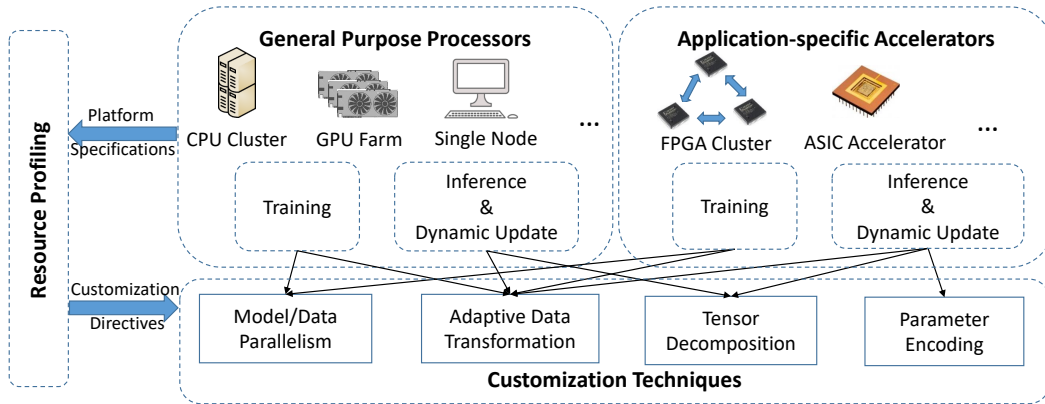 General Purpose Processors
Application-specific Accelerators
CPU Cluster
GPU Farm
Single Node
...
FPGA Cluster
ASIC Accelerator
...
Platform
Specifications
Resource Profiling
Training
Inference
&
Dynamic Update
Training
Inference
&
Dynamic Update
Customization
Directives
Model/Data
Parallelism
Adaptive Data
Transformation
Tensor
Decomposition
Parameter
Encoding
Customization Techniques